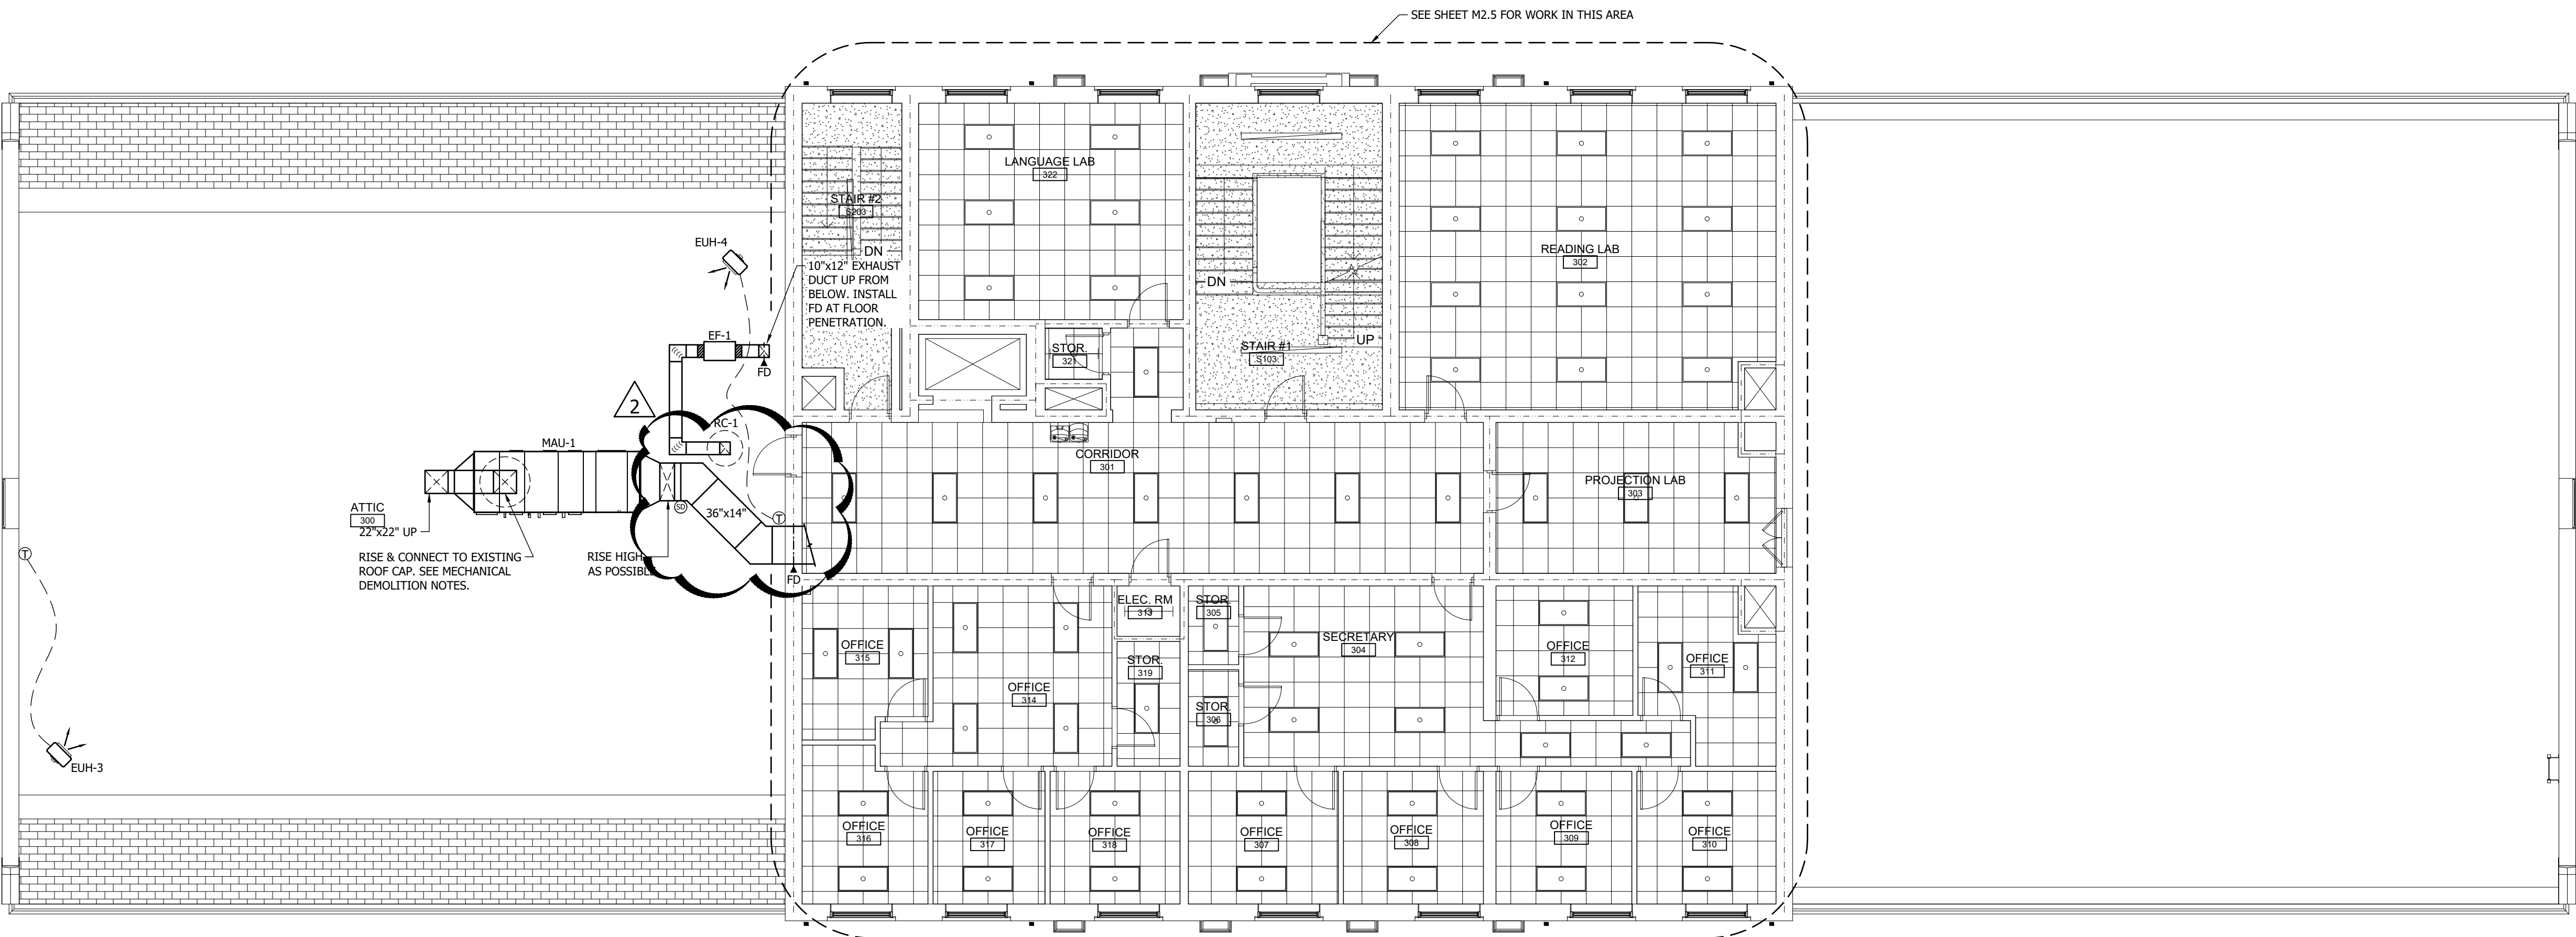 SEE SHEET M2.5 FOR WORK IN THIS AREA
LANGUAGE LAB
322
STAIR #2
S203
DN
10"x12" EXHAUST
DUCT UP FROM
BELOW. INSTALL
FD AT FLOOR
PENETRATION.
EUH-4
EF-1
FD
READING LAB
302
DN
STAIR #1
S103
UP
STOR.
321
2
RC-1
MAU-1
CORRIDOR
301
PROJECTION LAB
303
ATTIC
300
22"x22" UP
SD
36"x14"
T
T
RISE & CONNECT TO EXISTING
ROOF CAP. SEE MECHANICAL
DEMOLITION NOTES.
RISE HIGH
AS POSSIBLE
FD
ELEC. RM
313
STOR.
305
SECRETARY
304
OFFICE
315
OFFICE
312
OFFICE
311
STOR.
319
OFFICE
314
STOR.
306
EUH-3
OFFICE
316
OFFICE
317
OFFICE
318
OFFICE
307
OFFICE
308
OFFICE
309
OFFICE
310